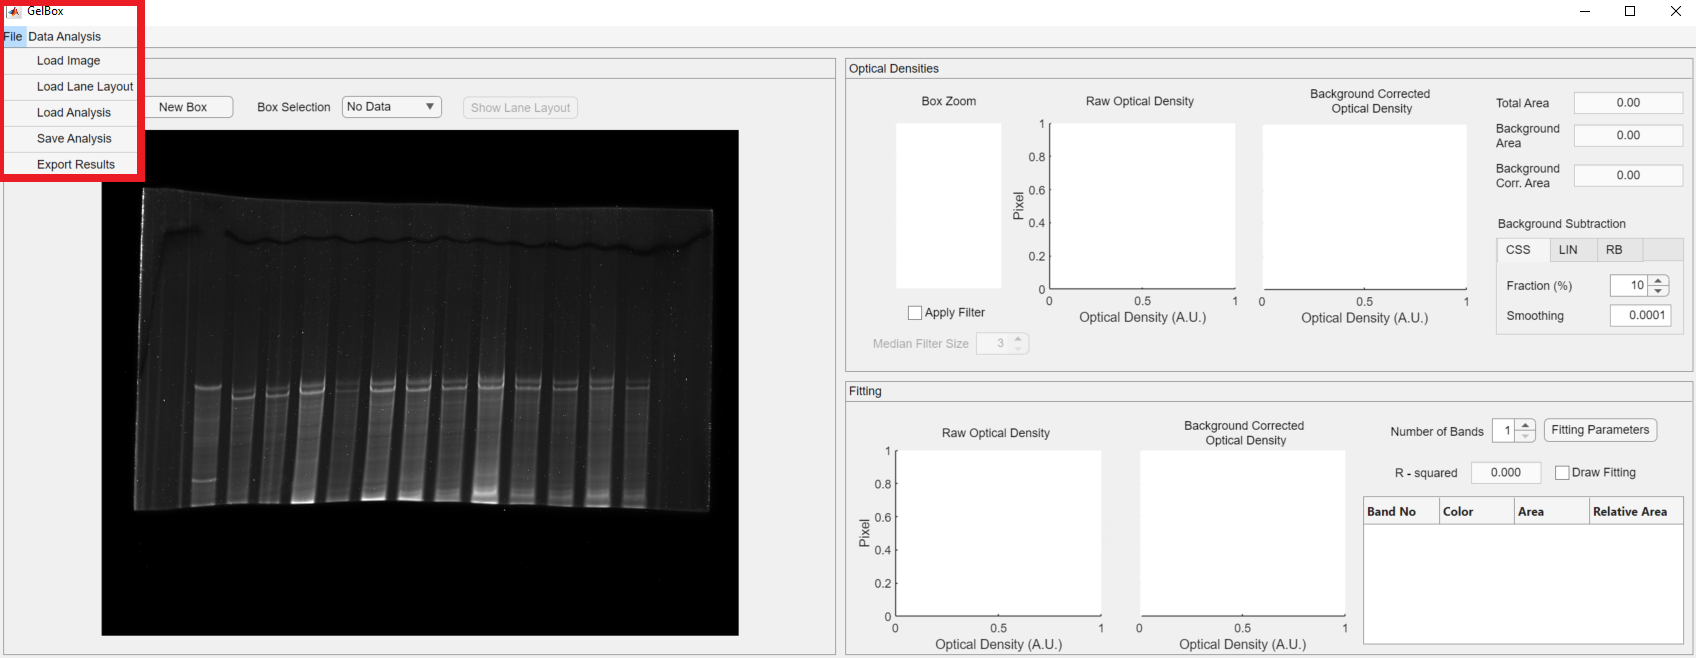 GelBox
File Data Analysis
Load Image
Load Lane Layout
Load Analysis
Save Analysis
Export Results
New Box
Box Selection
No Data
Show Lane Layout
Optical Densities
Box Zoom
Apply Filter
Median Filter Size
3
Raw Optical Density
Pixel
1
0.8
0.6
0.4
0.2
0
0 0.5 1
Optical Density (A.U.)
Background Corrected
Optical Density
0 0.5 1
Optical Density (A.U.)
Total Area 0.00
Background
Area
0.00
Background
Corr. Area
0.00
Background Subtraction
CSS LIN RB
Fraction (%) 10
Smoothing 0.0001
Fitting
Raw Optical Density
Pixel
1
0.8
0.6
0.4
0.2
0
0 0.5 1
Optical Density (A.U.)
Background Corrected
Optical Density
0 0.5 1
Optical Density (A.U.)
Number of Bands 1
Fitting Parameters
R - squared 0.000
Draw Fitting
Band No Color Area Relative Area